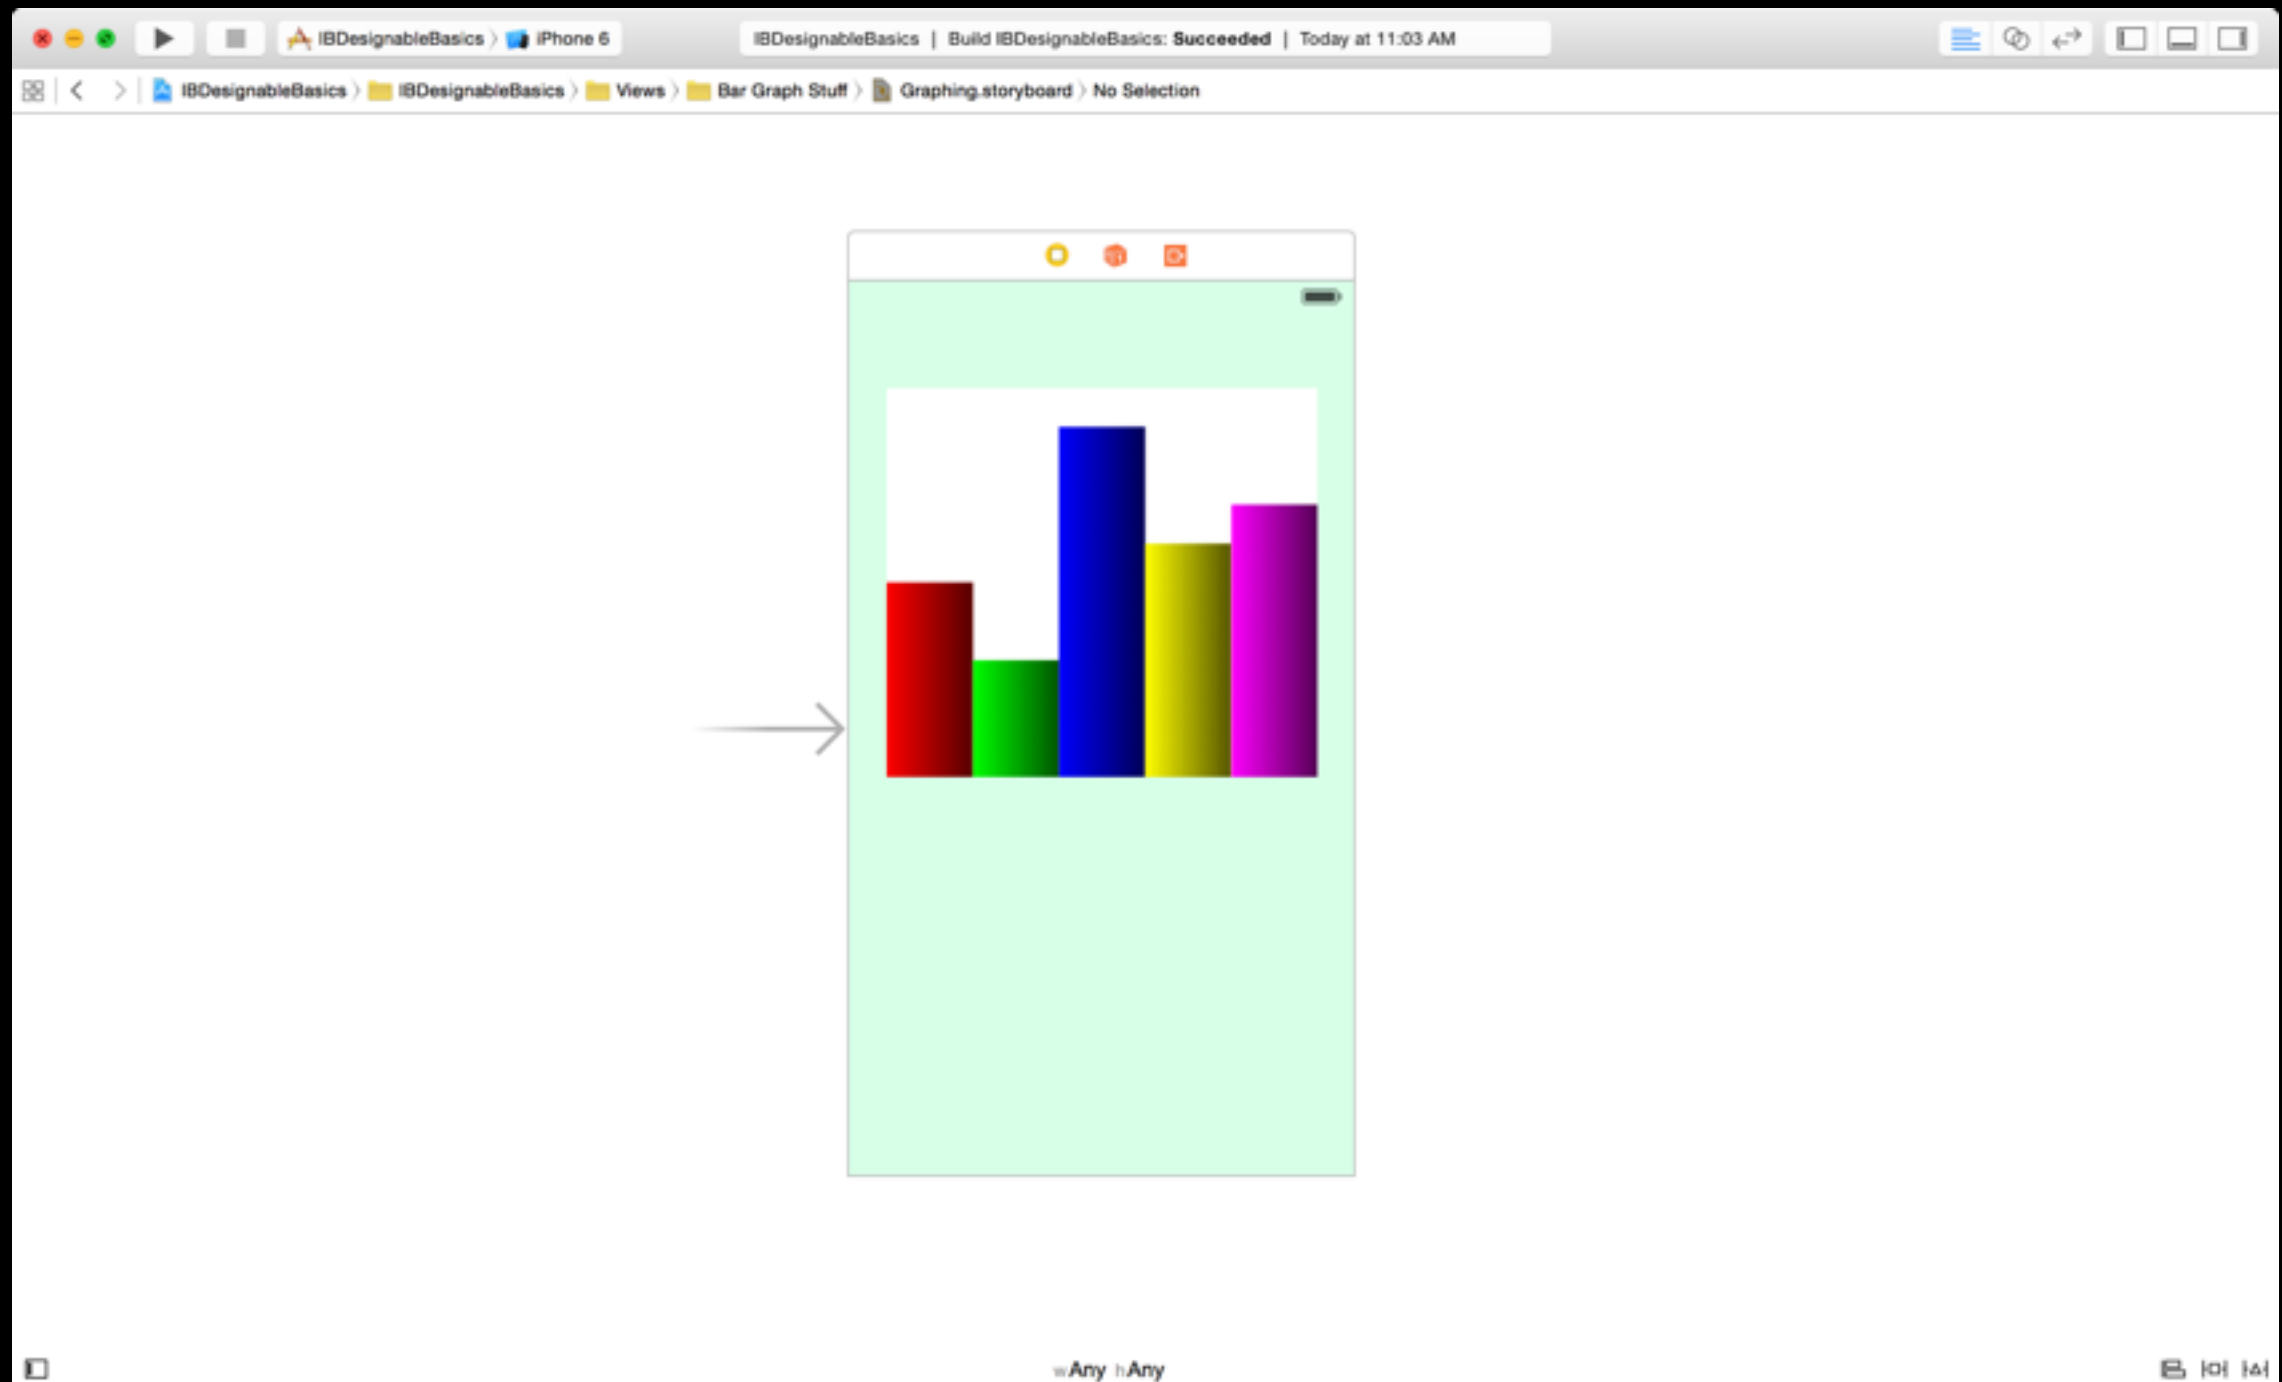 IBDesignableBasics 〉 iPhone 6 IBDesignableBasics | Build IBDesignableBasics: Succeeded | Today at 11:03 AM
IBDesignableBasics 〉 IBDesignableBasics 〉 Views 〉 Bar Graph Stuff 〉 Graphing.storyboard 〉 No Selection
wAny hAny